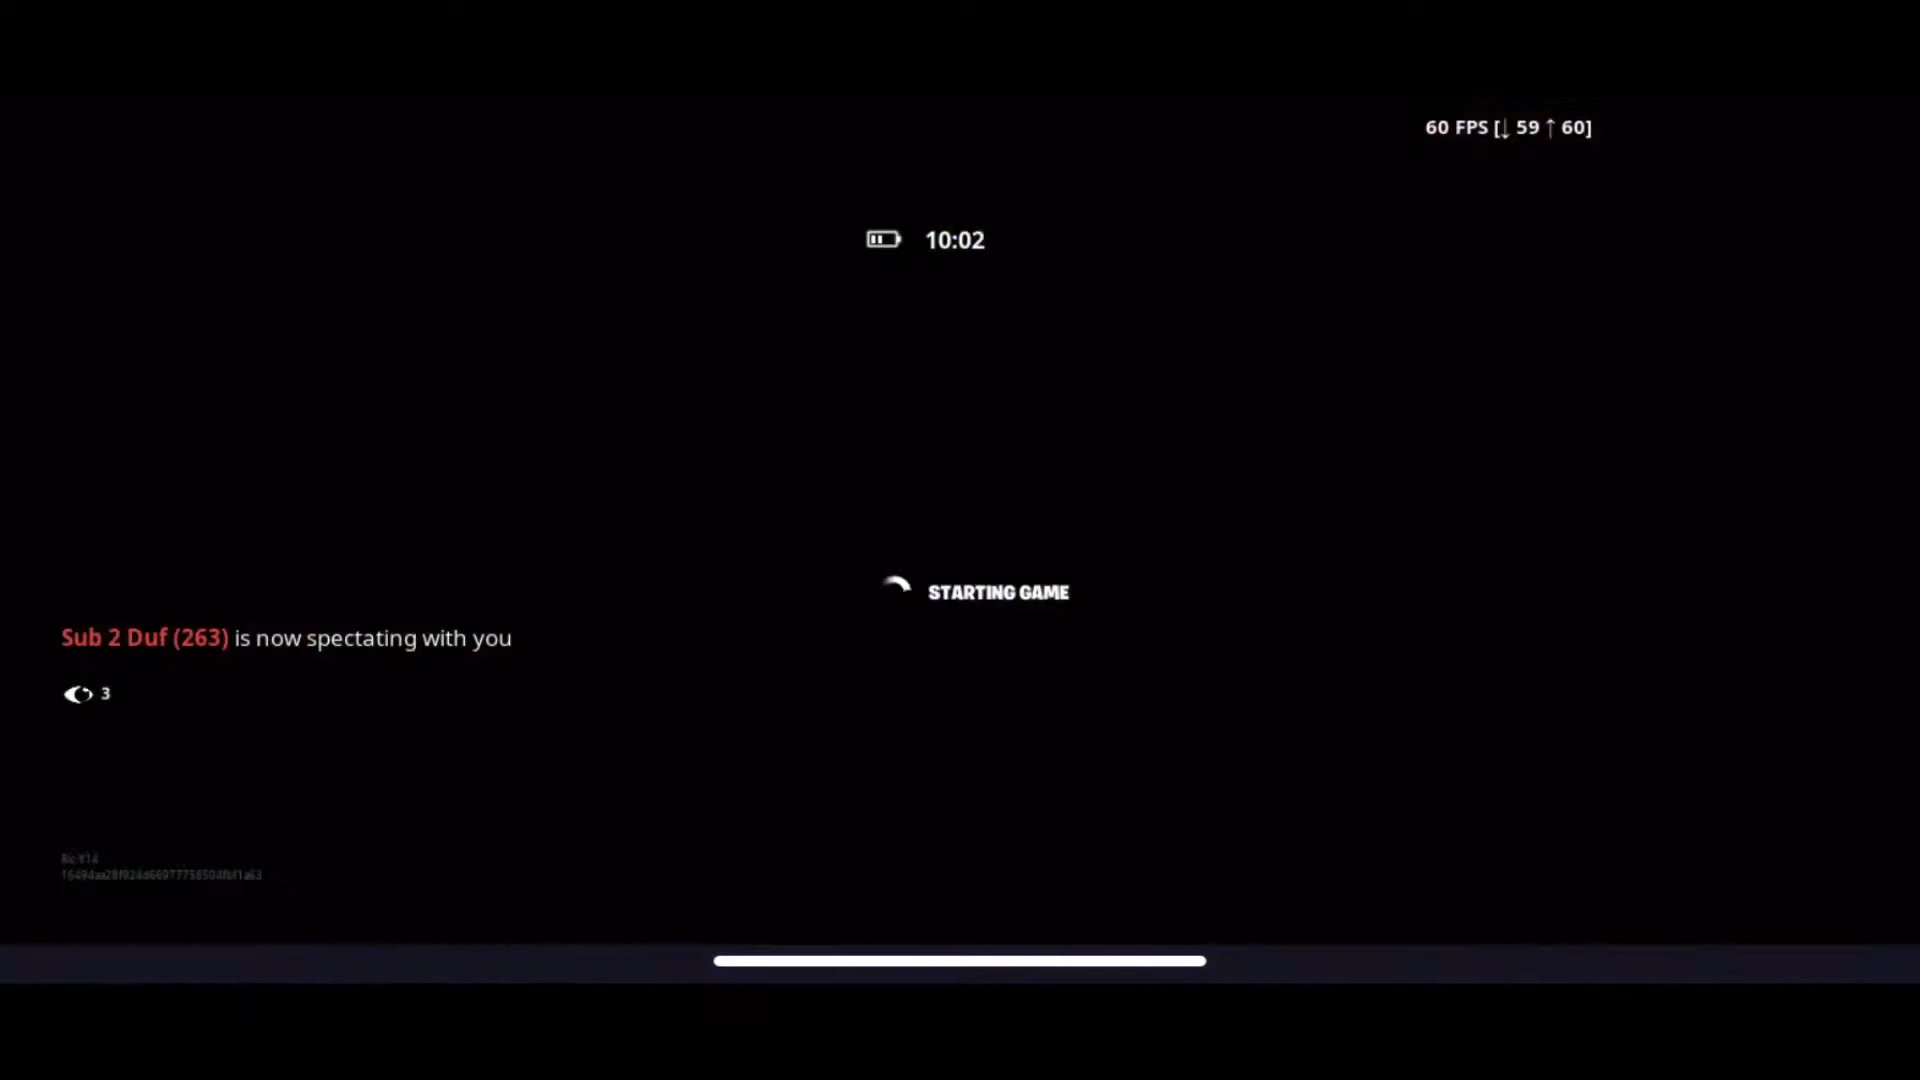 60 FPS [↓ 59 ↑ 60]
10:02
STARTING GAME
Sub 2 Duf (263) is now spectating with you
3